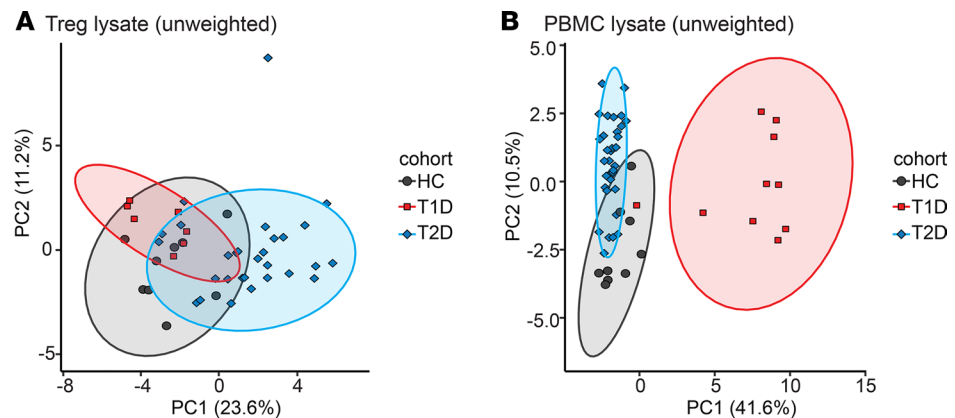 A Treg lysate (unweighted)
PC2 (11.2%)
5
0
-5
-8
-4
0
4
PC1 (23.6%)
cohort
HC
T1D
T2D
B PBMC lysate (unweighted)
PC2 (10.5%)
5.0
2.5
0.0
-2.5
-5.0
0
5
10
15
PC1 (41.6%)
cohort
HC
T1D
T2D